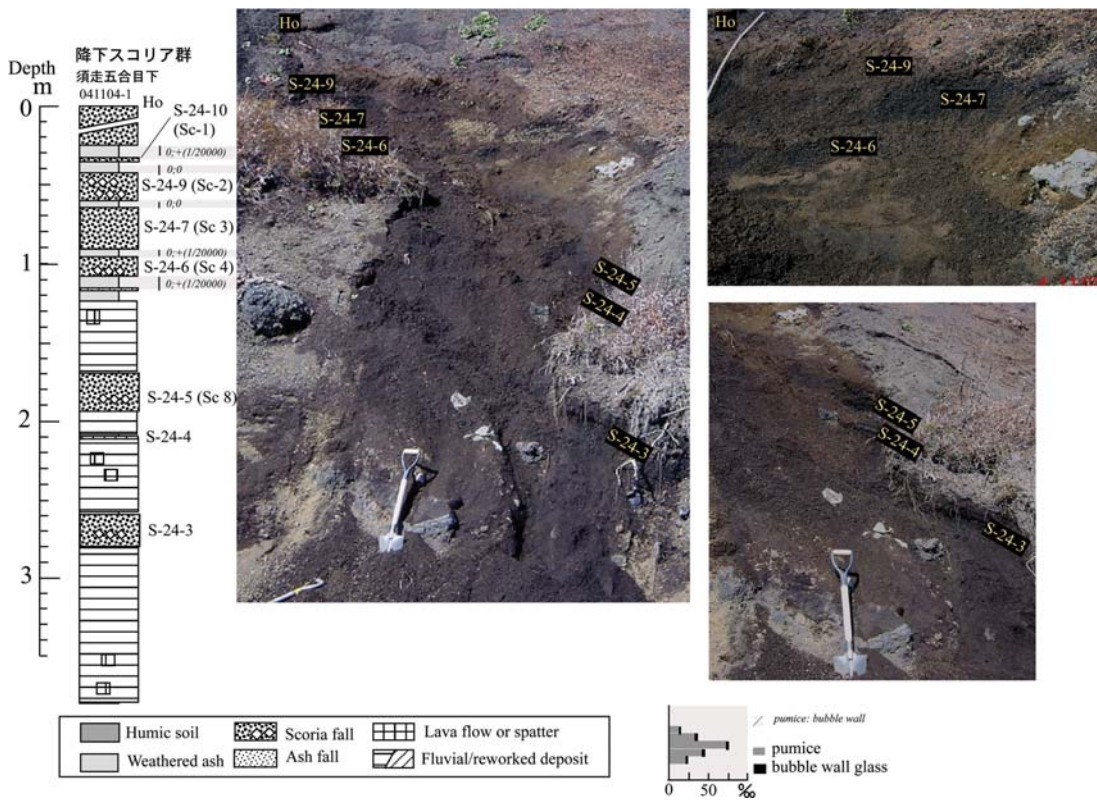 降下スコリア群
須走五合目下
041104-1
Depth
m
0
1
2
3
Ho
S-24-10
(Sc-1)
0;+(1/20000)
0;0
S-24-9 (Sc-2)
0;0
S-24-7 (Sc 3)
0;+(1/20000)
S-24-6 (Sc 4)
0;+(1/20000)
S-24-5 (Sc 8)
S-24-4
S-24-3
Ho
S-24-9
S-24-7
S-24-6
S-24-5
S-24-4
S-24-3
Ho
S-24-9
S-24-7
S-24-6
S-24-5
S-24-4
S-24-3
Humic soil
Scoria fall
Lava flow or spatter
Weathered ash
Ash fall
Fluvial/reworked deposit
pumice: bubble wall
pumice
bubble wall glass
0 50 ‰